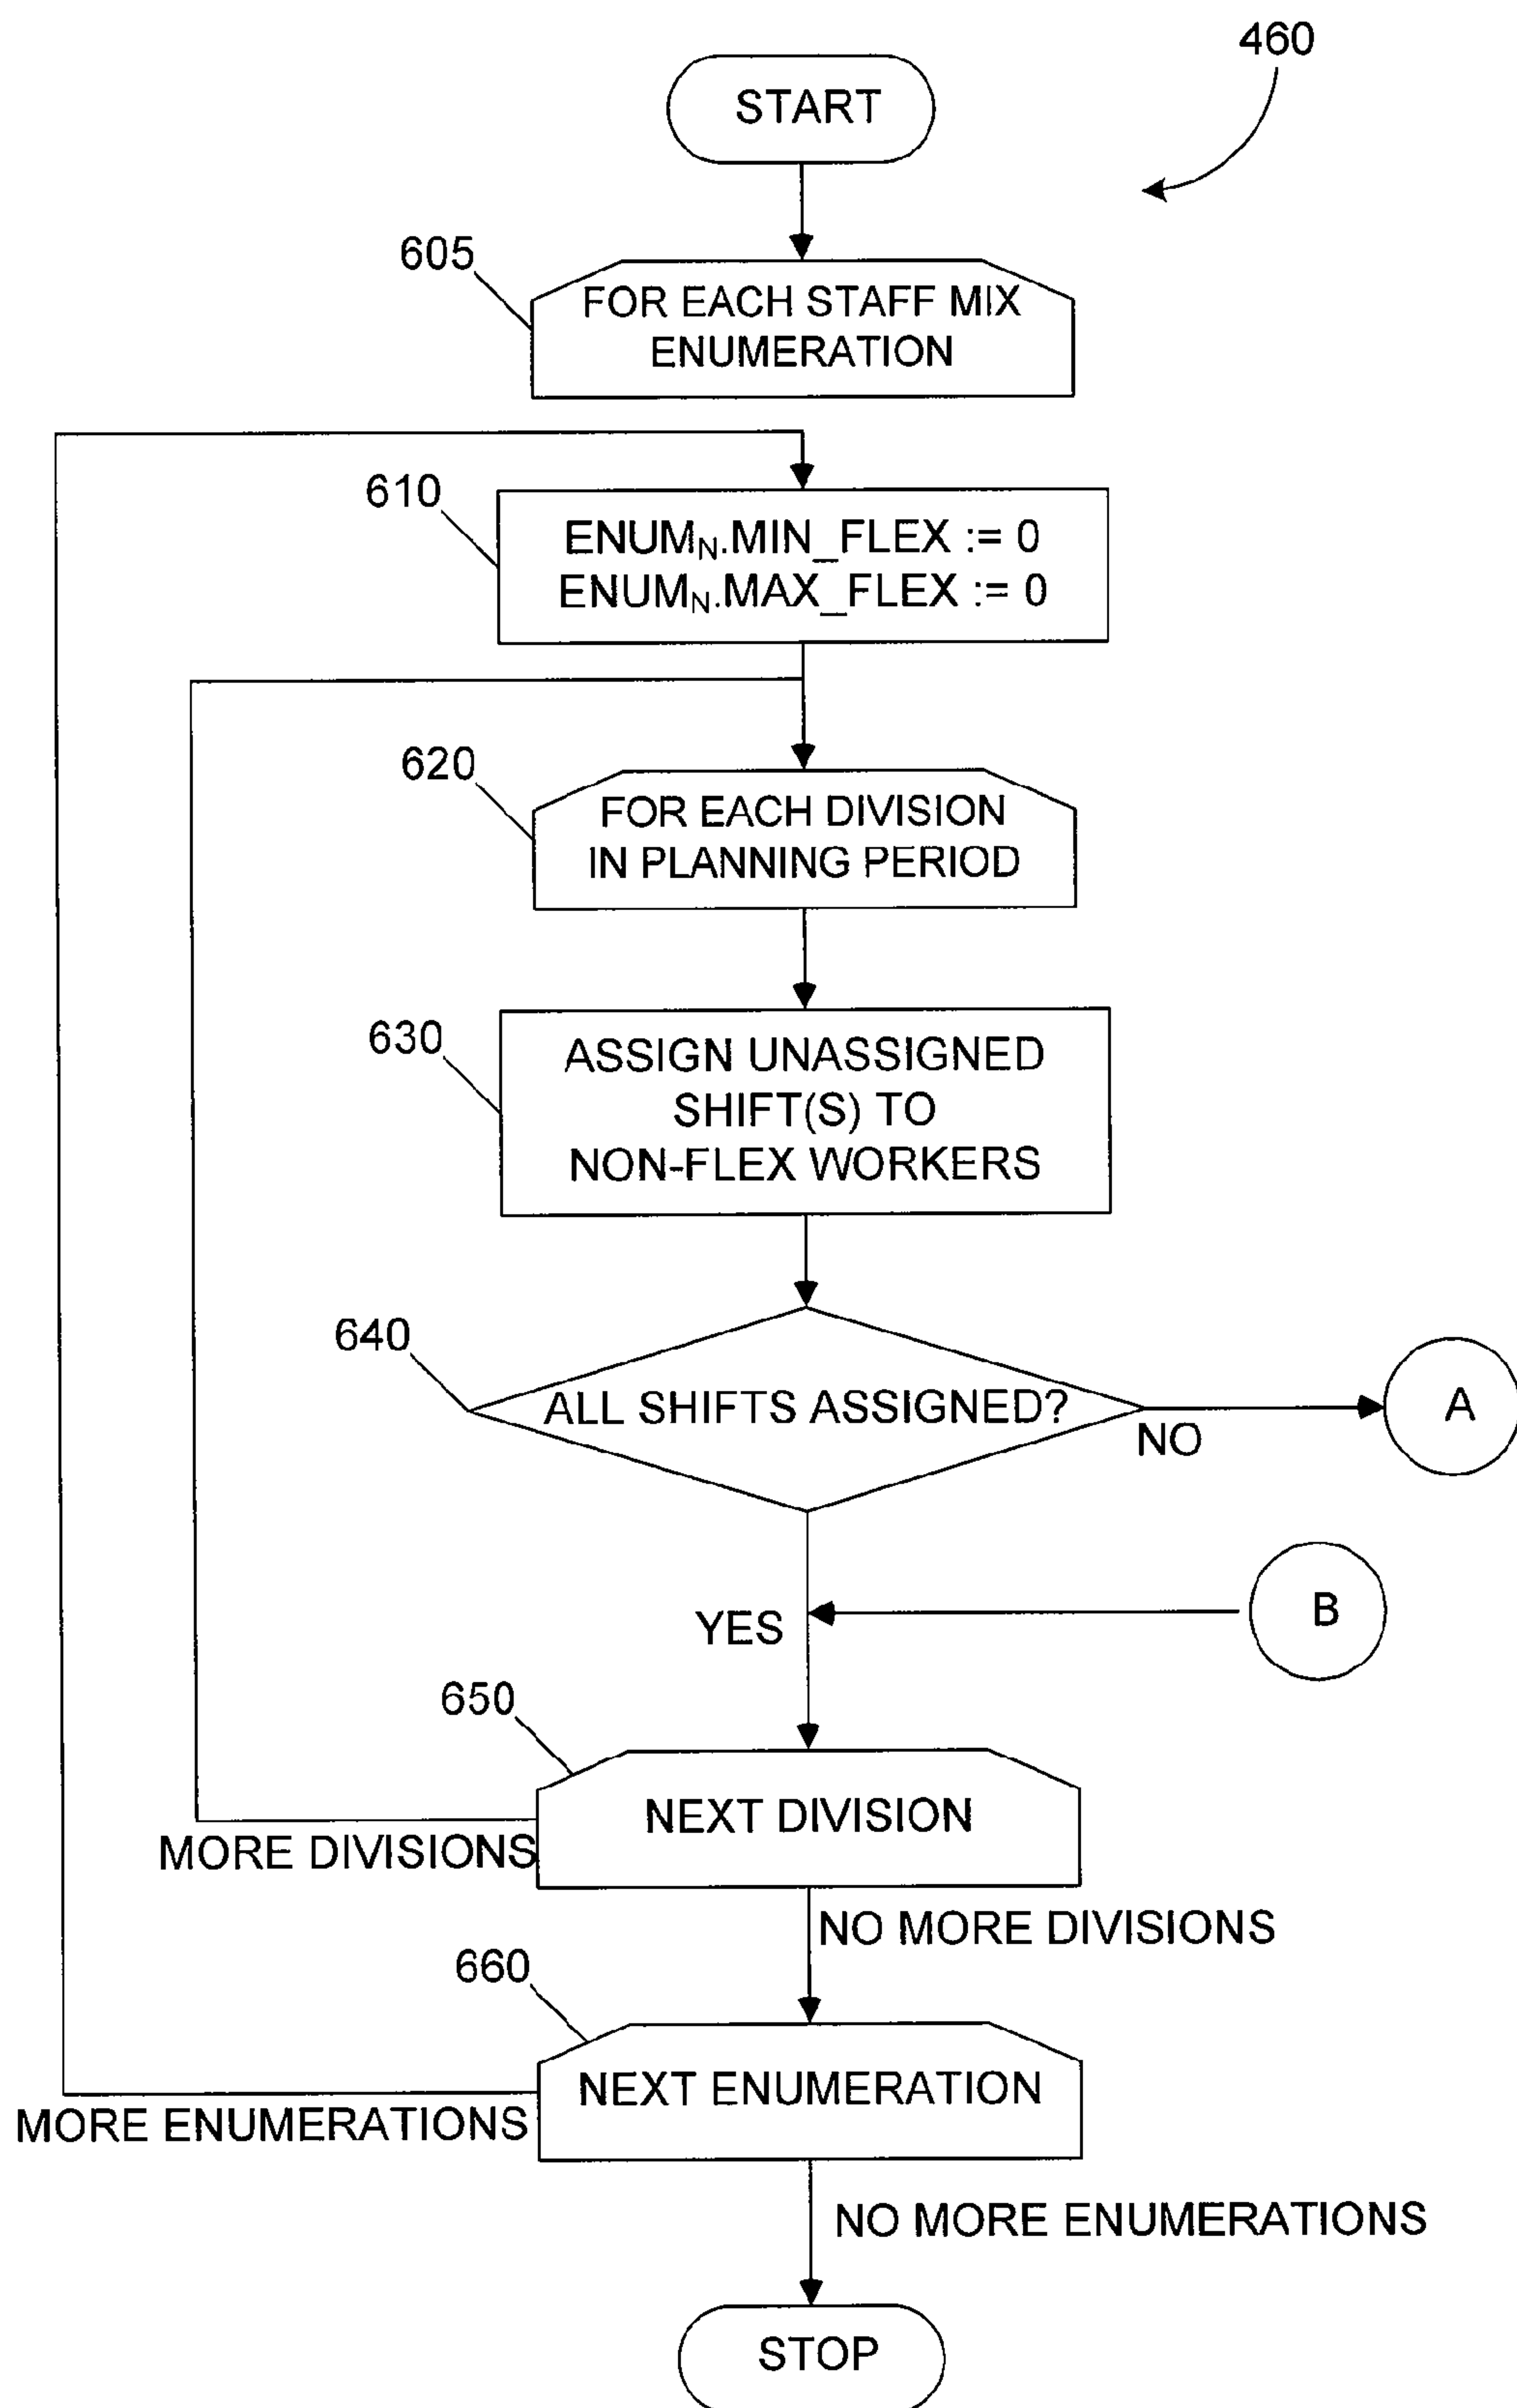 460
START
605
FOR EACH STAFF MIX
ENUMERATION
610
ENUMN.MIN_FLEX := 0
ENUMN.MAX_FLEX := 0
620
FOR EACH DIVISION
IN PLANNING PERIOD
630
ASSIGN UNASSIGNED
SHIFT(S) TO
NON-FLEX WORKERS
640
ALL SHIFTS ASSIGNED?
NO
A
YES
B
650
NEXT DIVISION
MORE DIVISIONS
NO MORE DIVISIONS
660
NEXT ENUMERATION
MORE ENUMERATIONS
NO MORE ENUMERATIONS
STOP